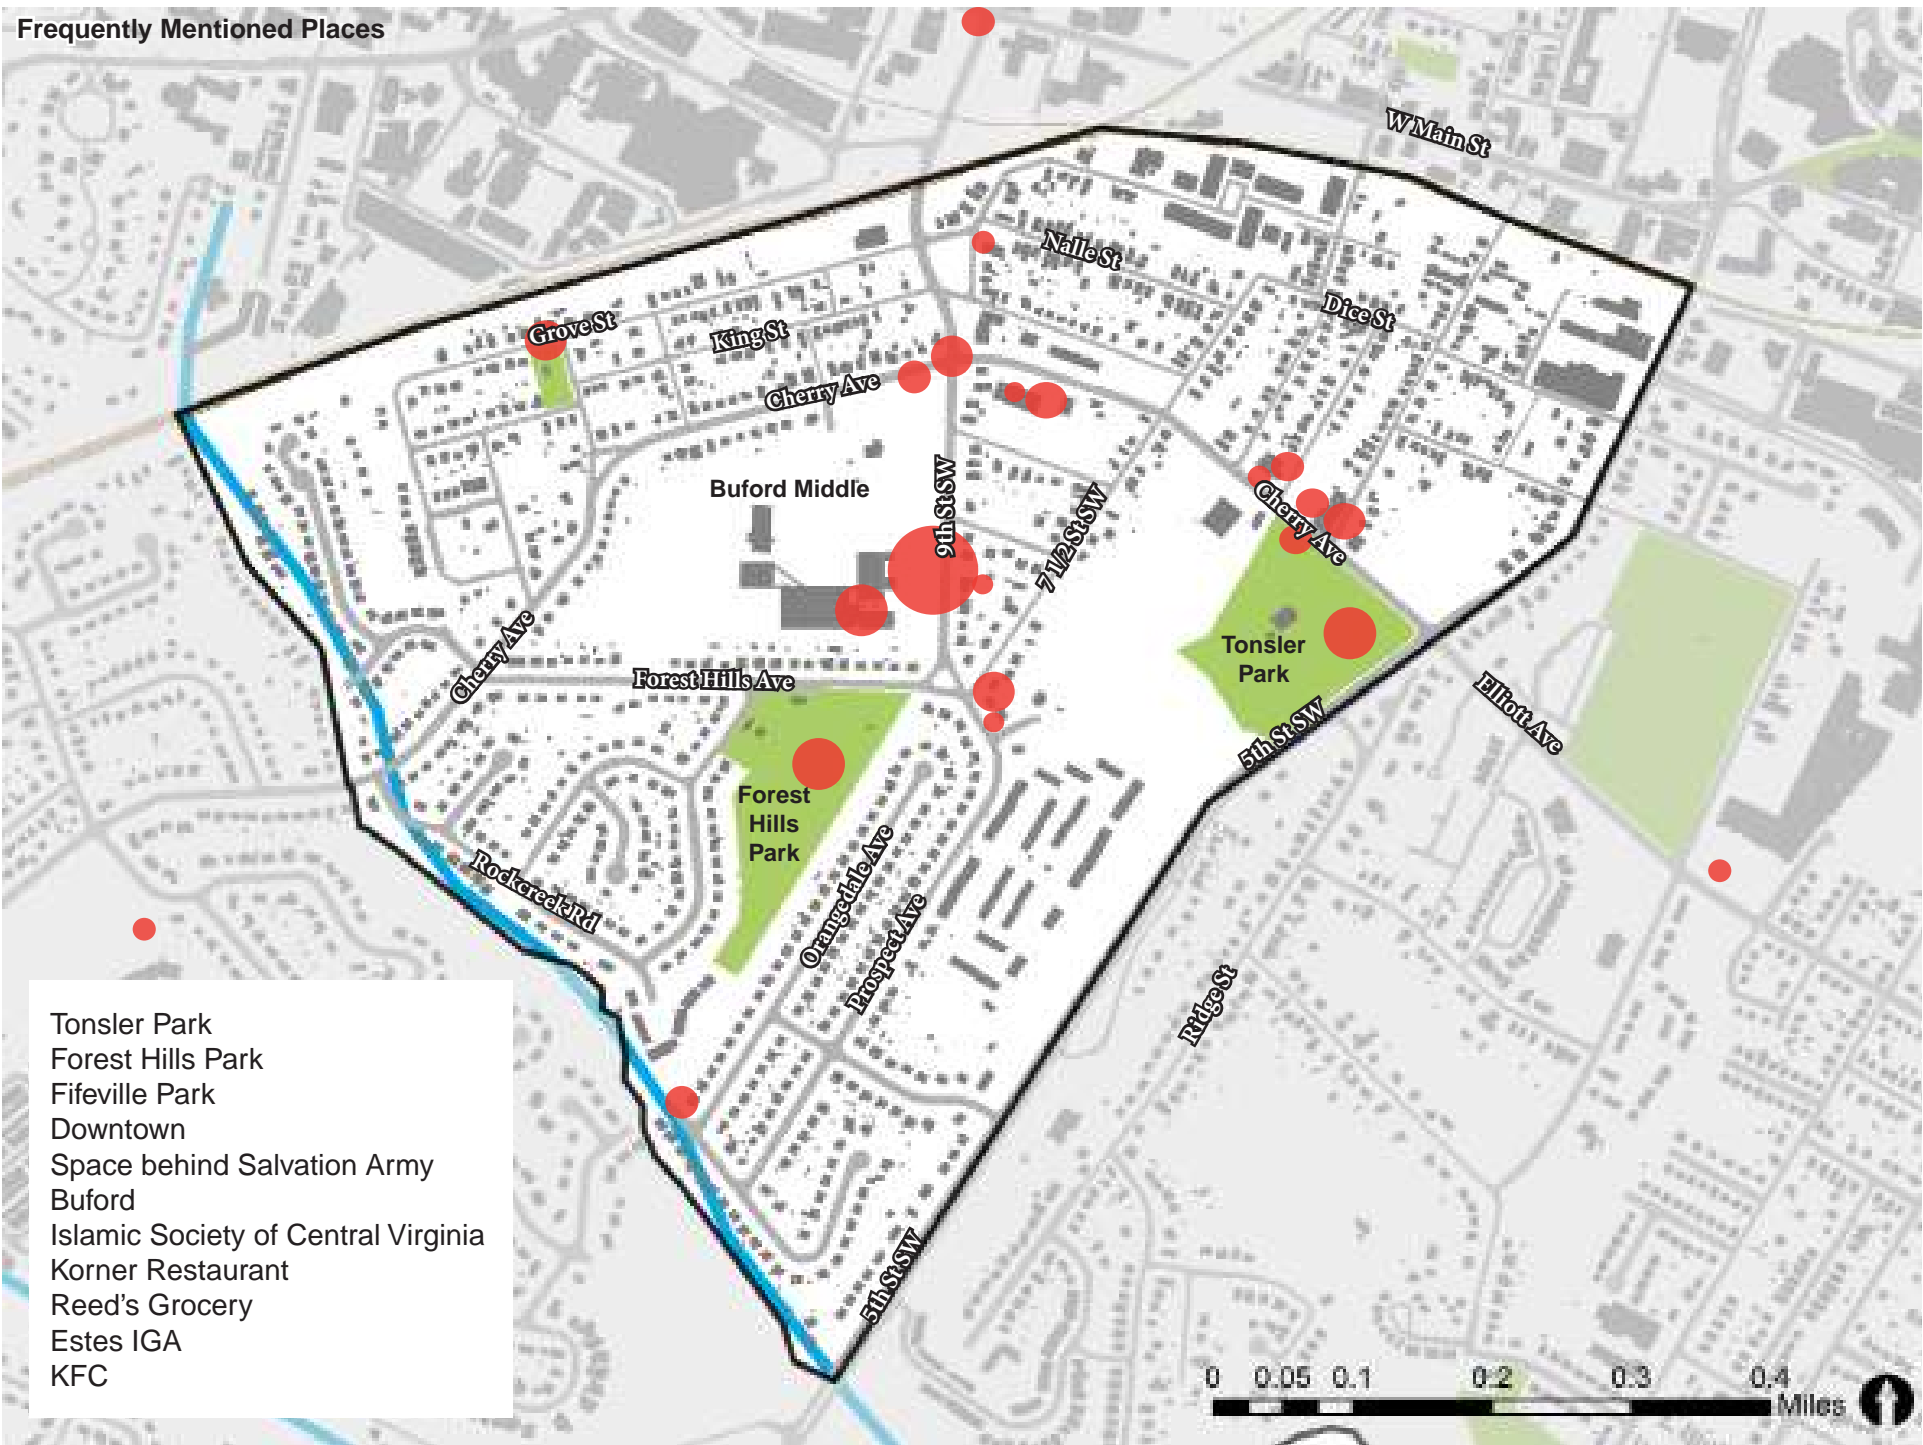 Frequently Mentioned Places
W Main St
Nalle St
Dice St
Grove St
King St
Cherry Ave
Buford Middle
9th St SW
7 1/2 St SW
Cherry Ave
Cherry Ave
Forest Hills Ave
Tonsler
Park
Elliott Ave
5th St SW
Forest
Hills
Park
Rockcreek Rd
Orangedale Ave
Prospect Ave
Ridge St
5th St SW
Tonsler Park
Forest Hills Park
Fifeville Park
Downtown
Space behind Salvation Army
Buford
Islamic Society of Central Virginia
Korner Restaurant
Reed's Grocery
Estes IGA
KFC
0 0.05 0.1 0.2 0.3 0.4
Miles